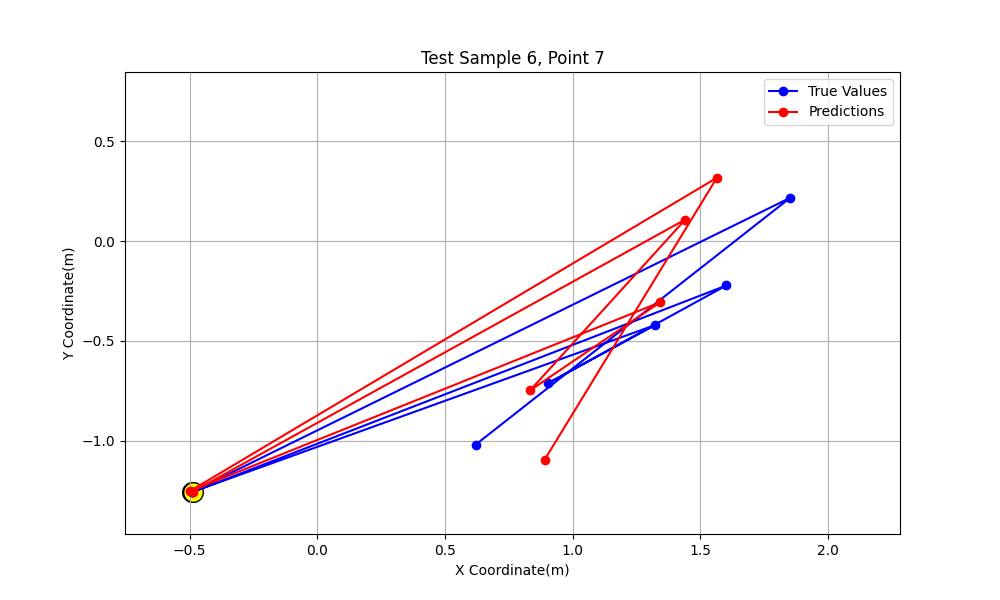 Test Sample 6, Point 7
True Values
Predictions
Y Coordinate(m)
0.5
0.0
−0.5
−1.0
−0.5
0.0
0.5
1.0
1.5
2.0
X Coordinate(m)